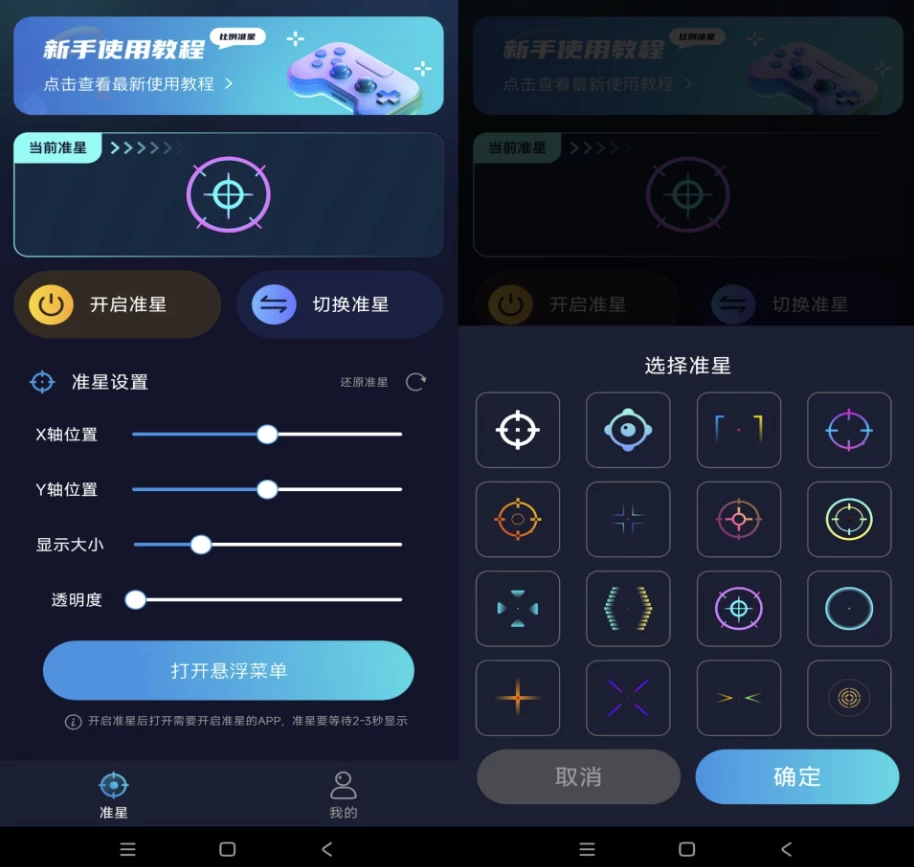 新手使用教程
比例准星
点击查看最新使用教程 >
当前准星
开启准星
切换准星
准星设置
还原准星
X轴位置
Y轴位置
显示大小
透明度
打开悬浮菜单
开启准星后打开需要开启准星的APP，准星要等待2-3秒显示
准星
我的
新手使用教程
比例准星
点击查看最新使用教程 >
当前准星
开启准星
切换准星
选择准星
取消
确定